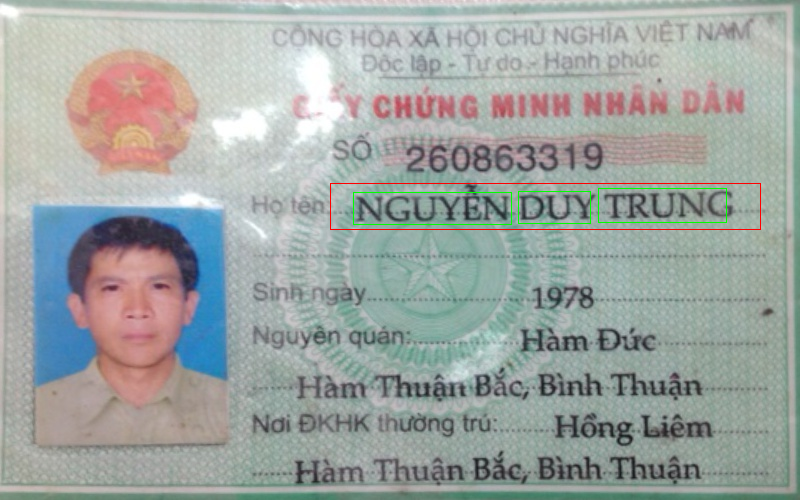 CỘNG HÒA XÃ HỘI CHỦ NGHĨA VIỆT NAM
Độc lập - Tự do - Hạnh phúc
GIẤY CHỨNG MINH NHÂN DÂN
SỐ 260863319
Họ tên NGUYỄN DUY TRUNG
Sinh ngày 1978
Nguyên quán: Hàm Đức
Hàm Thuận Bắc, Bình Thuận
Nơi ĐKHK thường trú: Hồng Liêm
Hàm Thuận Bắc, Bình Thuận